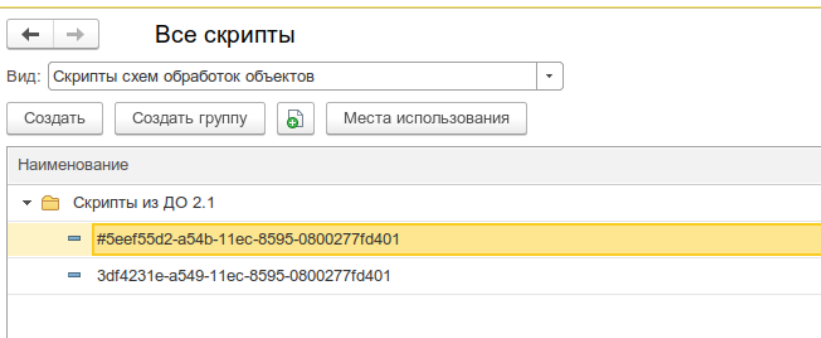 Все скрипты
Вид: Скрипты схем обработок объектов
Создать Создать группу Места использования
Наименование
Скрипты из ДО 2.1
#5eef55d2-a54b-11ec-8595-0800277fd401
3df4231e-a549-11ec-8595-0800277fd401